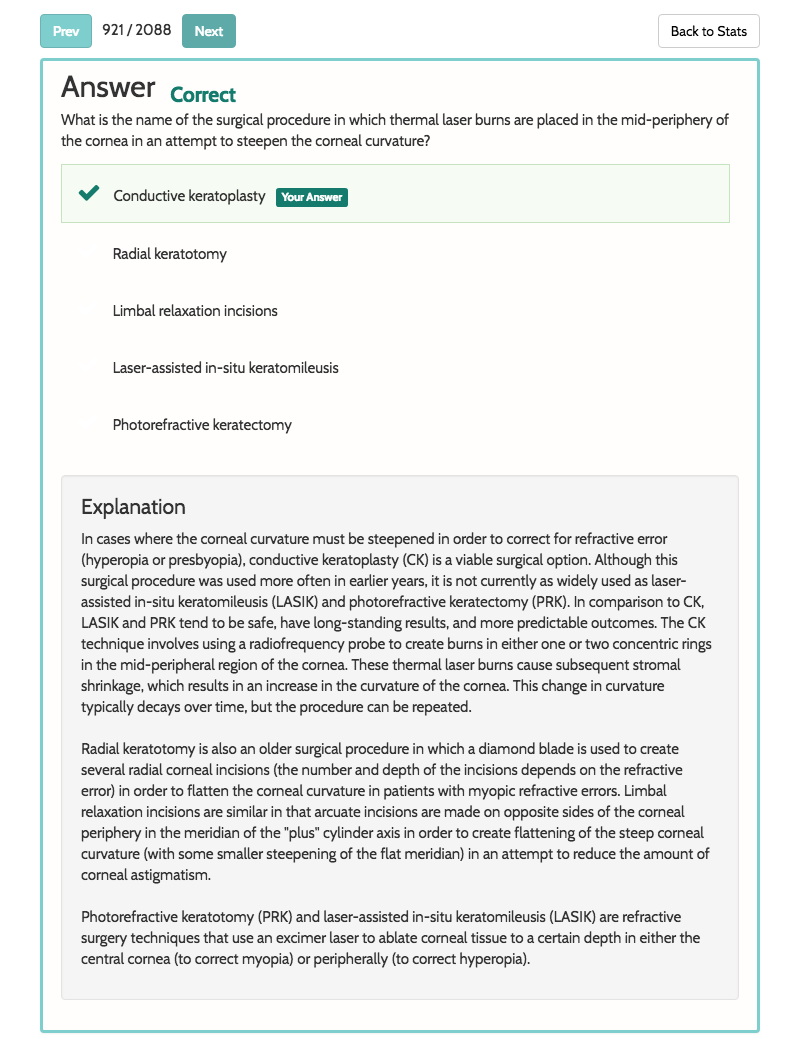 Prev 921 / 2088 Next Back to Stats
Answer Correct
What is the name of the surgical procedure in which thermal laser burns are placed in the mid-periphery of
the cornea in an attempt to steepen the corneal curvature?
Conductive keratoplasty Your Answer
Radial keratotomy
Limbal relaxation incisions
Laser-assisted in-situ keratomileusis
Photorefractive keratectomy
Explanation
In cases where the corneal curvature must be steepened in order to correct for refractive error
(hyperopia or presbyopia), conductive keratoplasty (CK) is a viable surgical option. Although this
surgical procedure was used more often in earlier years, it is not currently as widely used as laser-
assisted in-situ keratomileusis (LASIK) and photorefractive keratectomy (PRK). In comparison to CK,
LASIK and PRK tend to be safe, have long-standing results, and more predictable outcomes. The CK
technique involves using a radiofrequency probe to create burns in either one or two concentric rings
in the mid-peripheral region of the cornea. These thermal laser burns cause subsequent stromal
shrinkage, which results in an increase in the curvature of the cornea. This change in curvature
typically decays over time, but the procedure can be repeated.
Radial keratotomy is also an older surgical procedure in which a diamond blade is used to create
several radial corneal incisions (the number and depth of the incisions depends on the refractive
error) in order to flatten the corneal curvature in patients with myopic refractive errors. Limbal
relaxation incisions are similar in that arcuate incisions are made on opposite sides of the corneal
periphery in the meridian of the "plus" cylinder axis in order to create flattening of the steep corneal
curvature (with some smaller steepening of the flat meridian) in an attempt to reduce the amount of
corneal astigmatism.
Photorefractive keratotomy (PRK) and laser-assisted in-situ keratomileusis (LASIK) are refractive
surgery techniques that use an excimer laser to ablate corneal tissue to a certain depth in either the
central cornea (to correct myopia) or peripherally (to correct hyperopia).